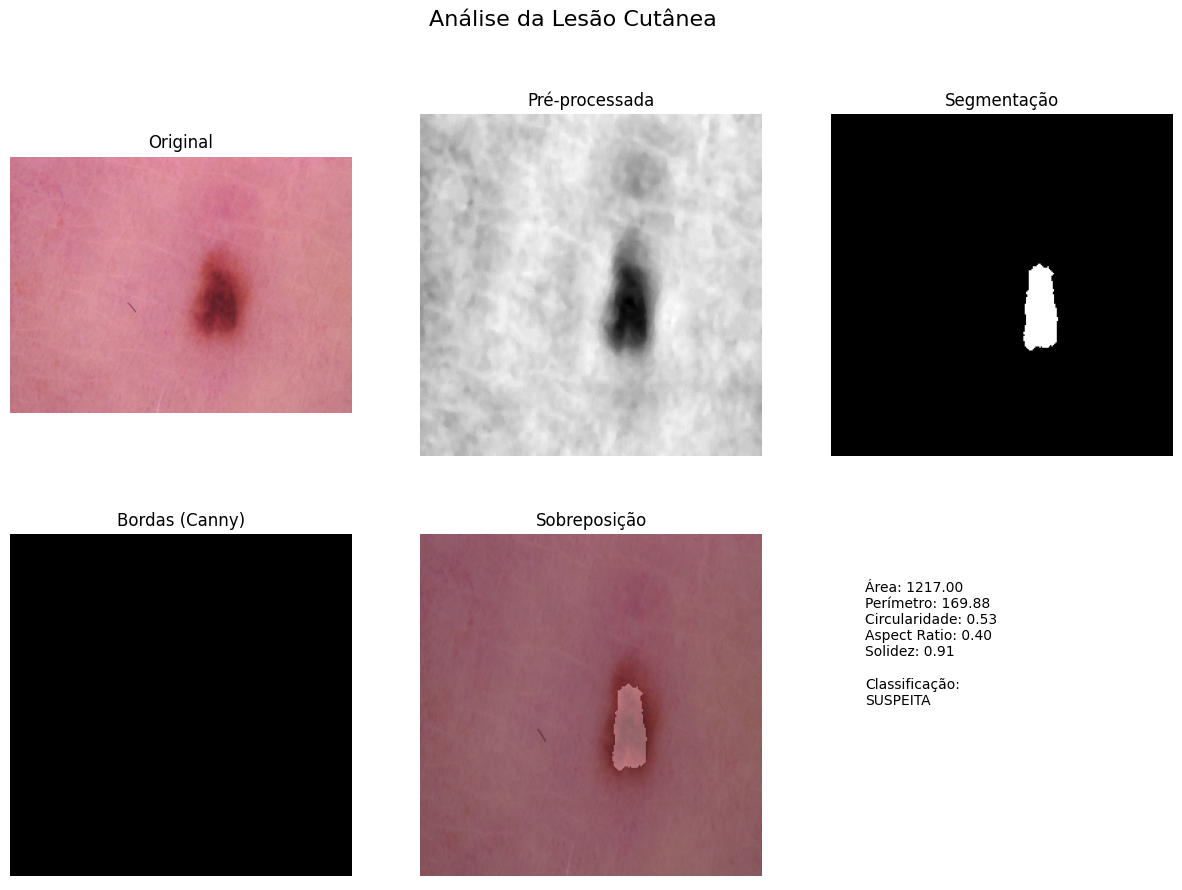 Análise da Lesão Cutânea
Original
Pré-processada
Segmentação
Bordas (Canny)
Sobreposição
Área: 1217.00
Perímetro: 169.88
Circularidade: 0.53
Aspect Ratio: 0.40
Solidez: 0.91
Classificação:
SUSPEITA